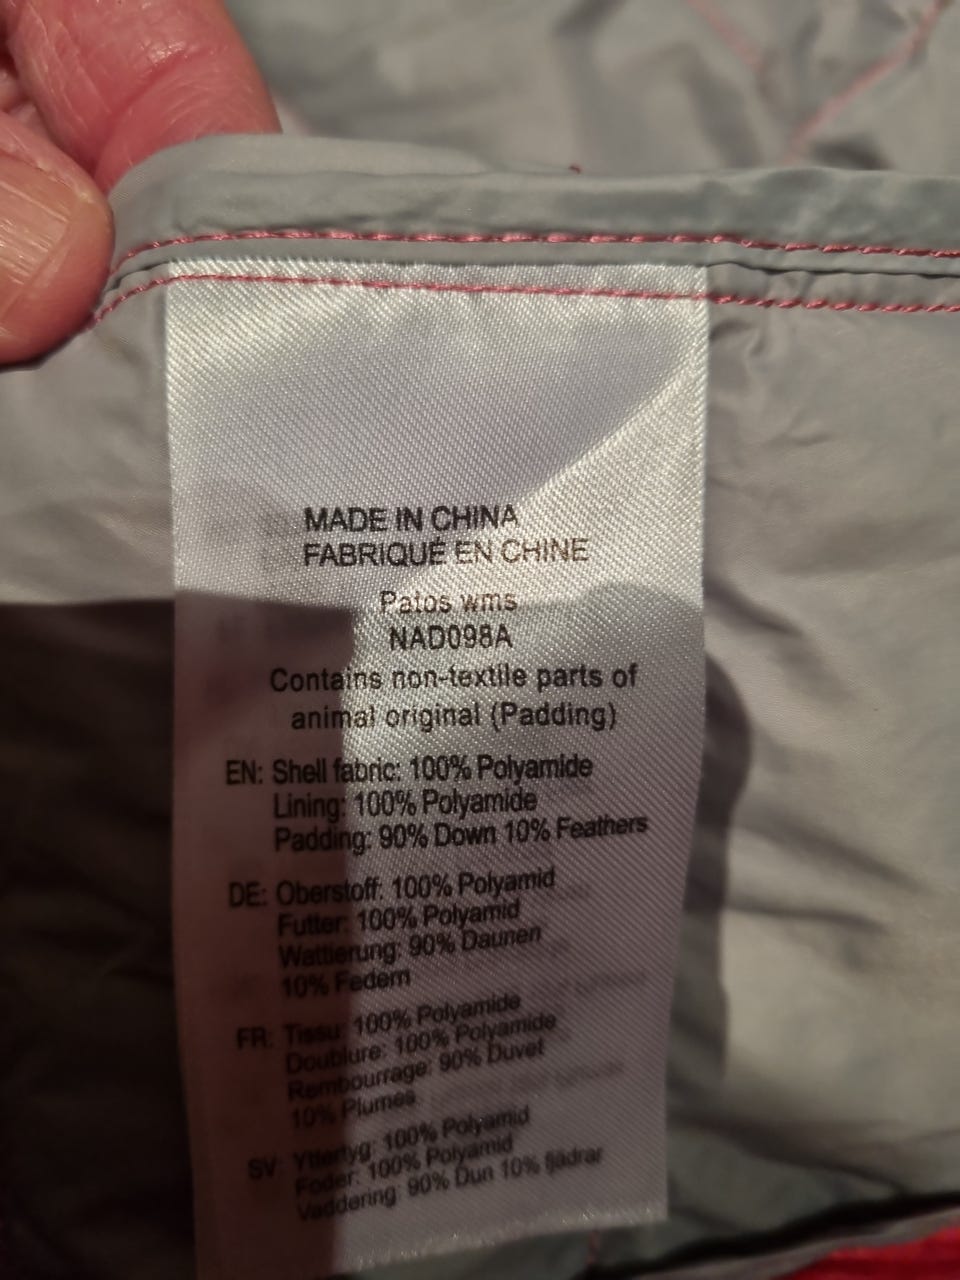 MADE IN CHINA
FABRIQUÉ EN CHINE
Patos wms
NAD098A
Contains non-textile parts of
animal original (Padding)
EN: Shell fabric: 100% Polyamide
Lining: 100% Polyamide
Padding: 90% Down 10% Feathers
DE: Oberstoff: 100% Polyamid
Futter: 100% Polyamid
Wattierung: 90% Daunen
10% Federn
FR: Tissu: 100% Polyamide
Doublure: 100% Polyamide
Rembourrage: 90% Duvet
10% Plumes
SV: Yttertyg: 100% Polyamid
Foder: 100% Polyamid
Vaddering: 90% Dun 10% fjädrar